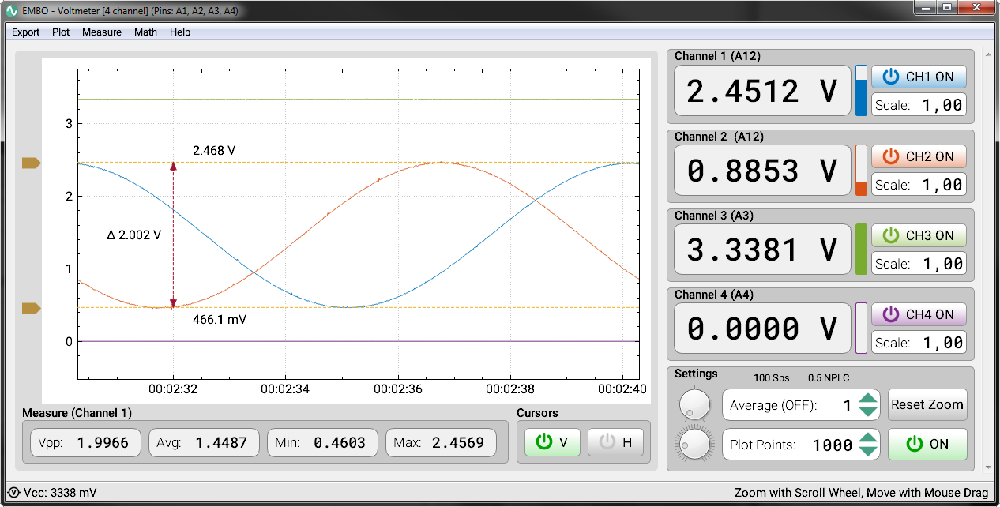 EMBO - Voltmeter [4 channel] (Pins: A1, A2, A3, A4)
Export Plot Measure Math Help
3
2
1
0
2.468 V
Δ 2.002 V
466.1 mV
00:02:32 00:02:34 00:02:36 00:02:38 00:02:40
Measure (Channel 1)
Vpp: 1.9966 Avg: 1.4487 Min: 0.4603 Max: 2.4569
Cursors
V H
Channel 1 (A12)
2.4512 V
CH1 ON
Scale: 1,00
Channel 2 (A12)
0.8853 V
CH2 ON
Scale: 1,00
Channel 3 (A3)
3.3381 V
CH3 ON
Scale: 1,00
Channel 4 (A4)
0.0000 V
CH4 ON
Scale: 1,00
Settings 100 Sps 0.5 NPLC
Average (OFF): 1 Reset Zoom
Plot Points: 1000 ON
V Vcc: 3338 mV
Zoom with Scroll Wheel, Move with Mouse Drag